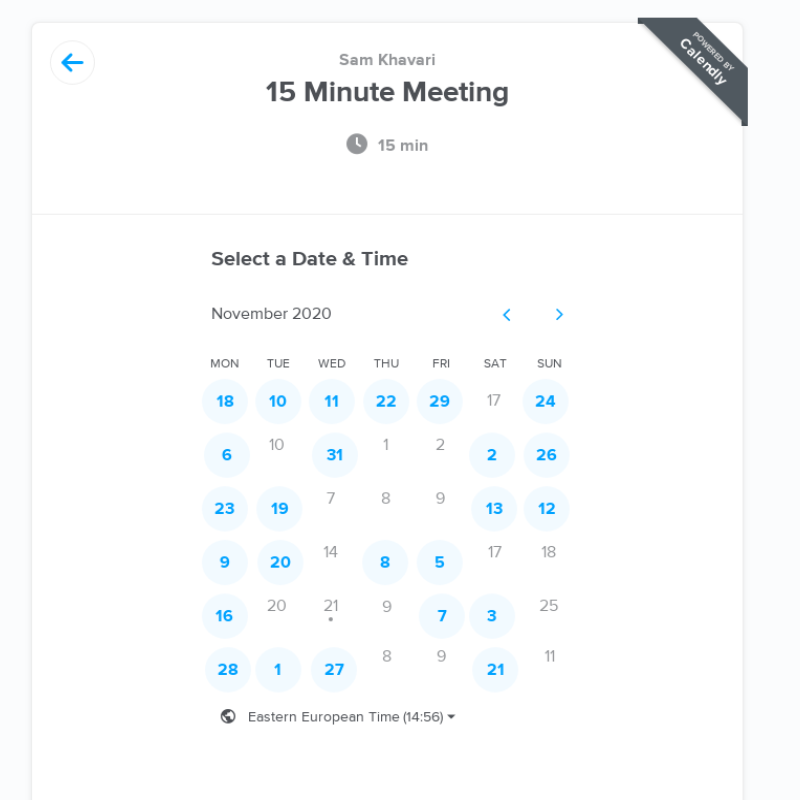 POWERED BY
Calendly
Sam Khavari
15 Minute Meeting
15 min
Select a Date & Time
November 2020
MON TUE WED THU FRI SAT SUN
18 10 11 22 29 17 24
6 10 31 1 2 2 26
23 19 7 8 9 13 12
9 20 14 8 5 17 18
16 20 21 9 7 3 25
28 1 27 8 9 21 11
Eastern European Time (14:56)